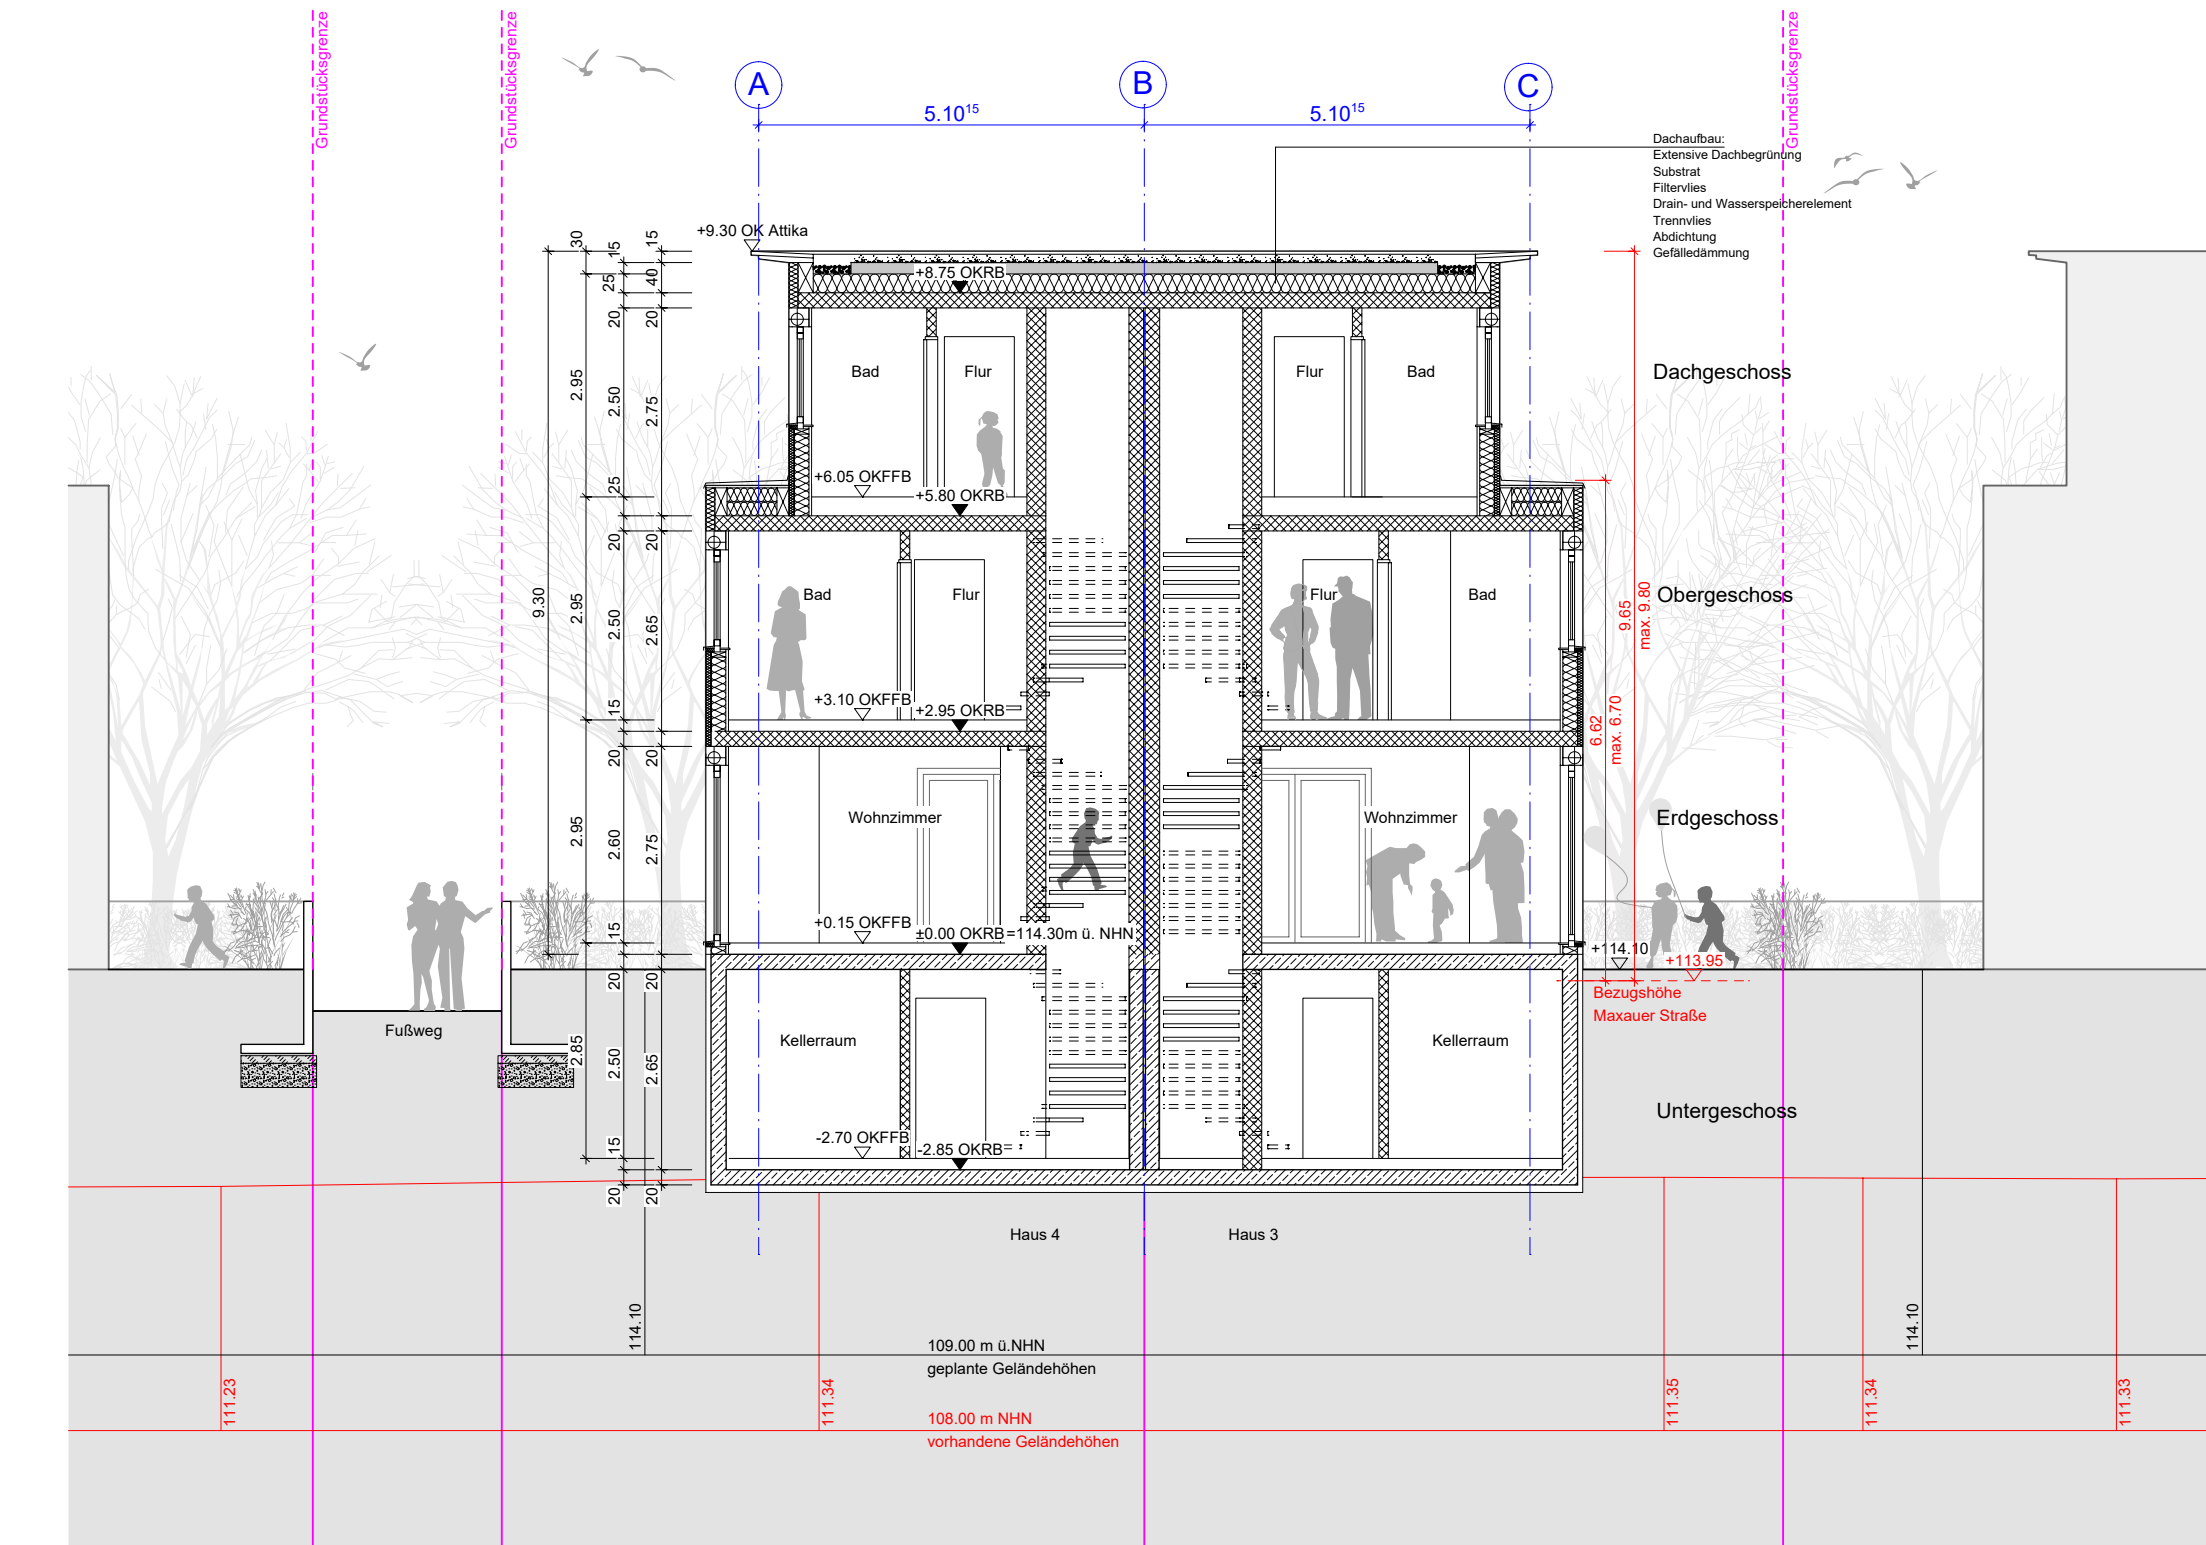 Grundstücksgrenze
Grundstücksgrenze
Grundstücksgrenze
A
B
C
5.10¹⁵
5.10¹⁵
Dachaufbau:
Extensive Dachbegrünung
Substrat
Filtervlies
Drain- und Wasserspeicherelement
Trennvlies
Abdichtung
Gefälledämmung
+9.30 OK Attika
+8.75 OKRB
30
15
15
25
40
20
20
2.95
2.50
2.75
25
Bad
Flur
Flur
Bad
Dachgeschoss
+6.05 OKFFB
+5.80 OKRB
20
20
9.30
2.95
2.50
2.65
15
Bad
Flur
Flur
Bad
Obergeschoss
9.65
max. 9.80
6.62
max. 6.70
+3.10 OKFFB
+2.95 OKRB
20
20
2.95
2.60
2.75
15
Wohnzimmer
Wohnzimmer
Erdgeschoss
+0.15 OKFFB
±0.00 OKRB=114.30m ü. NHN
+114.10
+113.95
Bezugshöhe
Maxauer Straße
20
20
Fußweg
2.85
2.50
2.65
15
Kellerraum
Kellerraum
Untergeschoss
-2.70 OKFFB
-2.85 OKRB
20
20
Haus 4
Haus 3
114.10
114.10
109.00 m ü.NHN
geplante Geländehöhen
111.23
111.34
111.35
111.34
111.33
108.00 m NHN
vorhandene Geländehöhen